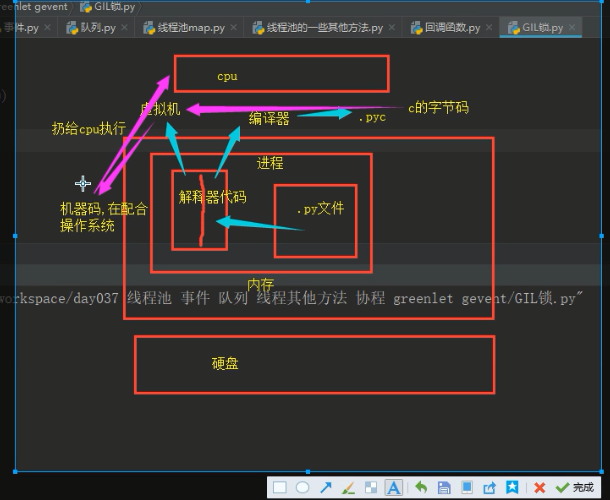 greenlet gevent) GIL锁.py)
事件.py 队列.py 线程池map.py 线程池的一些其他方法.py 回调函数.py GIL锁.py
cpu
虚拟机
c的字节码
编译器
.pyc
扔给cpu执行
进程
解释器代码
.py文件
机器码,在配合
操作系统
内存
workspace/day037 线程池 事件 队列 线程其他方法 协程 greenlet gevent/GIL锁.py"
硬盘
A
完成